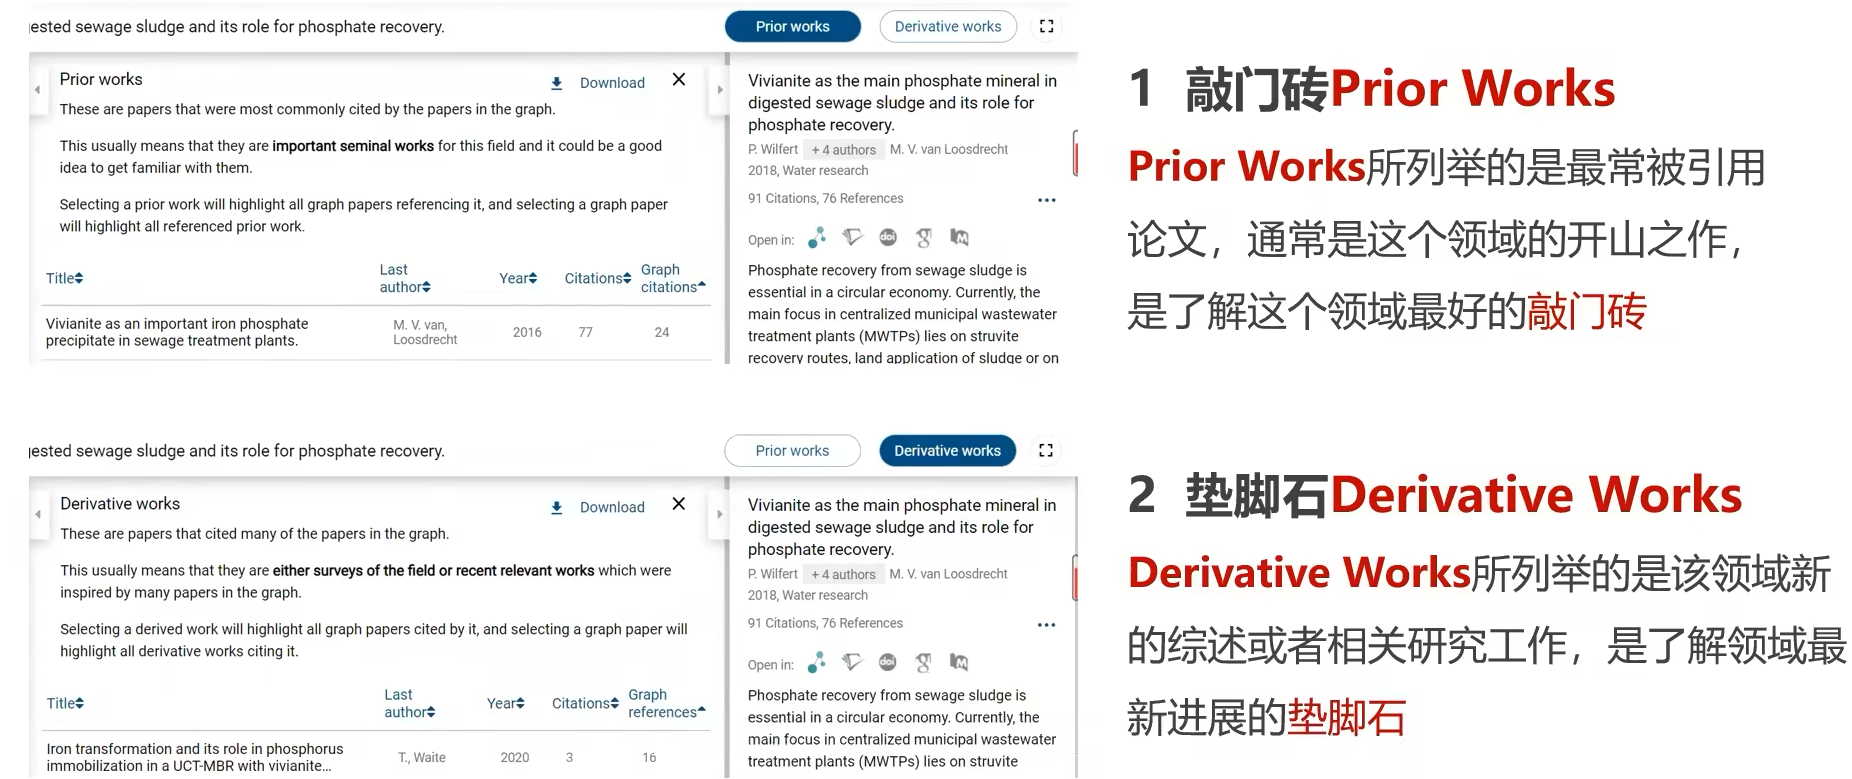 gested sewage sludge and its role for phosphate recovery.
Prior works
Derivative works
Prior works
Download
These are papers that were most commonly cited by the papers in the graph.
This usually means that they are important seminal works for this field and it could be a good
idea to get familiar with them.
Selecting a prior work will highlight all graph papers referencing it, and selecting a graph paper
will highlight all referenced prior work.
Title
Last
author
Year
Citations
Graph
citations
Vivianite as an important iron phosphate
precipitate in sewage treatment plants.
M. V. van,
Loosdrecht
2016
77
24
Vivianite as the main phosphate mineral in
digested sewage sludge and its role for
phosphate recovery.
P. Wilfert + 4 authors M. V. van Loosdrecht
2018, Water research
91 Citations, 76 References
Open in:
doi
Phosphate recovery from sewage sludge is
essential in a circular economy. Currently, the
main focus in centralized municipal wastewater
treatment plants (MWTPs) lies on struvite
recovery routes, land application of sludge or on
1 敲门砖Prior Works
Prior Works所列举的是最常被引用
论文，通常是这个领域的开山之作，
是了解这个领域最好的敲门砖
gested sewage sludge and its role for phosphate recovery.
Prior works
Derivative works
Derivative works
Download
These are papers that cited many of the papers in the graph.
This usually means that they are either surveys of the field or recent relevant works which were
inspired by many papers in the graph.
Selecting a derived work will highlight all graph papers cited by it, and selecting a graph paper will
highlight all derivative works citing it.
Title
Last
author
Year
Citations
Graph
references
Iron transformation and its role in phosphorus
immobilization in a UCT-MBR with vivianite...
T., Waite
2020
3
16
Vivianite as the main phosphate mineral in
digested sewage sludge and its role for
phosphate recovery.
P. Wilfert + 4 authors M. V. van Loosdrecht
2018, Water research
91 Citations, 76 References
Open in:
doi
Phosphate recovery from sewage sludge is
essential in a circular economy. Currently, the
main focus in centralized municipal wastewater
treatment plants (MWTPs) lies on struvite
2 垫脚石Derivative Works
Derivative Works所列举的是该领域新
的综述或者相关研究工作，是了解领域最
新进展的垫脚石